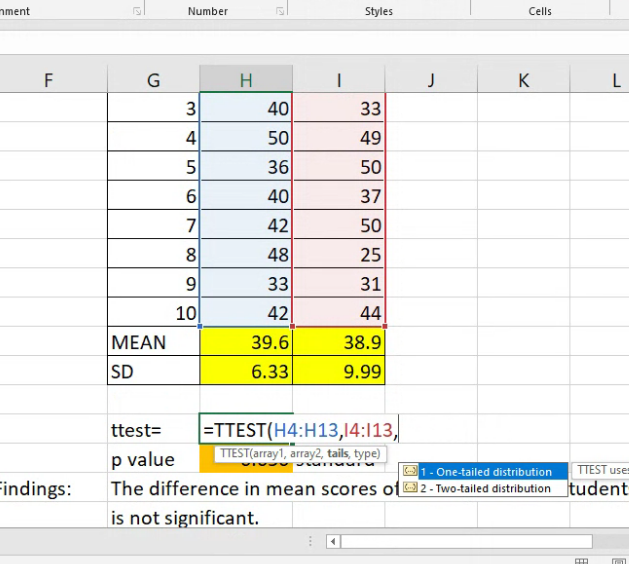 nment Number Styles Cells
F G H I J K L
3 40 33
4 50 49
5 36 50
6 40 37
7 42 50
8 48 25
9 33 31
10 42 44
MEAN 39.6 38.9
SD 6.33 9.99
ttest= =TTEST(H4:H13,I4:I13,
TTEST(array1, array2, tails, type)
p value standard
1 - One-tailed distribution TTEST uses
2 - Two-tailed distribution
Findings: The difference in mean scores of tudent
is not significant.